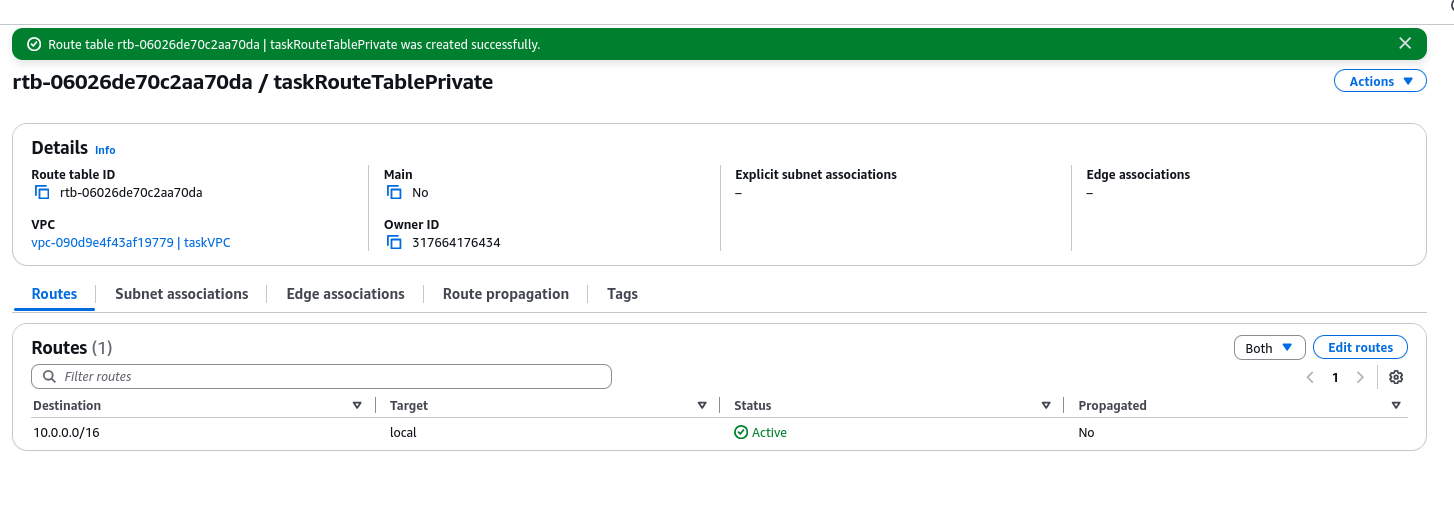 Route table rtb-06026de70c2aa70da | taskRouteTablePrivate was created successfully.
rtb-06026de70c2aa70da / taskRouteTablePrivate
Actions
Details Info
Route table ID
rtb-06026de70c2aa70da
Main
No
Explicit subnet associations
–
Edge associations
–
VPC
vpc-090d9e4f43af19779 | taskVPC
Owner ID
317664176434
Routes
Subnet associations
Edge associations
Route propagation
Tags
Routes (1)
Both
Edit routes
Filter routes
1
Destination Target Status Propagated
10.0.0.0/16 local Active No